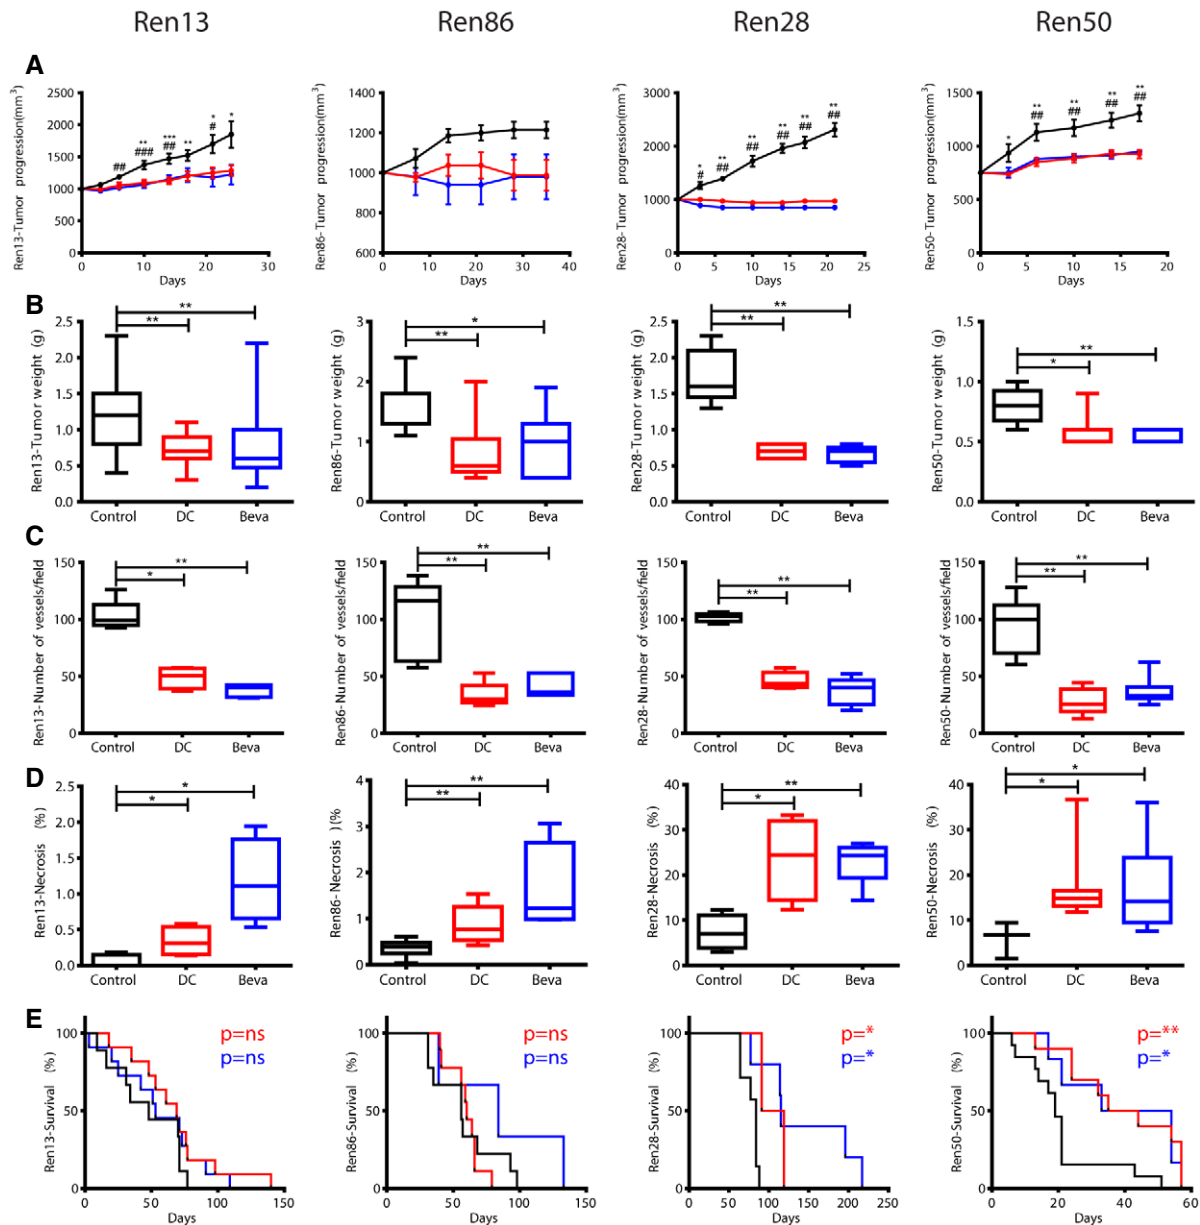 Ren13 Ren86 Ren28 Ren50
A
Ren13-Tumor progression(mm³)
2500
2000
1500
1000
500
0
** ### *** ** * # * ##
0 10 20 30
Days
Ren86-Tumor progression(mm³)
1400
1200
1000
800
600
0 10 20 30 40
Days
Ren28- Tumor progression(mm³)
3000
2000
1000
0
* # ** ## ** ## ** ## ** ## ** ##
0 5 10 15 20 25
Days
Ren50- Tumor progression(mm³)
1500
1000
500
0
* ** ## ** ## ** ## ** ##
0 5 10 15 20
Days
B
Ren13-Tumor weight (g)
2.5
2.0
1.5
1.0
0.5
0.0
**
**
Control DC Beva
Ren86-Tumor weight (g)
3
2
1
0
*
**
Control DC Beva
Ren28-Tumor weight (g)
2.5
2.0
1.5
1.0
0.5
0.0
**
**
Control DC Beva
Ren50-Tumor weight (g)
1.5
1.0
0.5
0.0
**
*
Control DC Beva
C
Ren13-Number of vessels/field
150
100
50
0
**
*
Control DC Beva
Ren86-Number of vessels/field
150
100
50
0
**
**
Control DC Beva
Ren28-Number of vessels/field
150
100
50
0
**
**
Control DC Beva
Ren50-Number of vessels/field
150
100
50
0
**
**
Control DC Beva
D
Ren13-Necrosis (%)
2.5
2.0
1.5
1.0
0.5
0.0
*
*
Control DC Beva
Ren86-Necrosis )(%
4
3
2
1
0
**
**
Control DC Beva
Ren28-Necrosis (%)
40
30
20
10
0
**
*
Control DC Beva
Ren50-Necrosis (%)
40
30
20
10
0
*
*
Control DC Beva
E
Ren13-Survival (%)
100
50
0
p=ns
p=ns
0 50 100 150
Days
Ren86-Survival (%)
100
50
0
p=ns
p=ns
0 50 100 150
Days
Ren28-Survival (%)
100
50
0
p=*
p=*
0 50 100 150 200 250
Days
Ren50-Survival (%)
100
50
0
p=**
p=*
0 20 40 60
Days